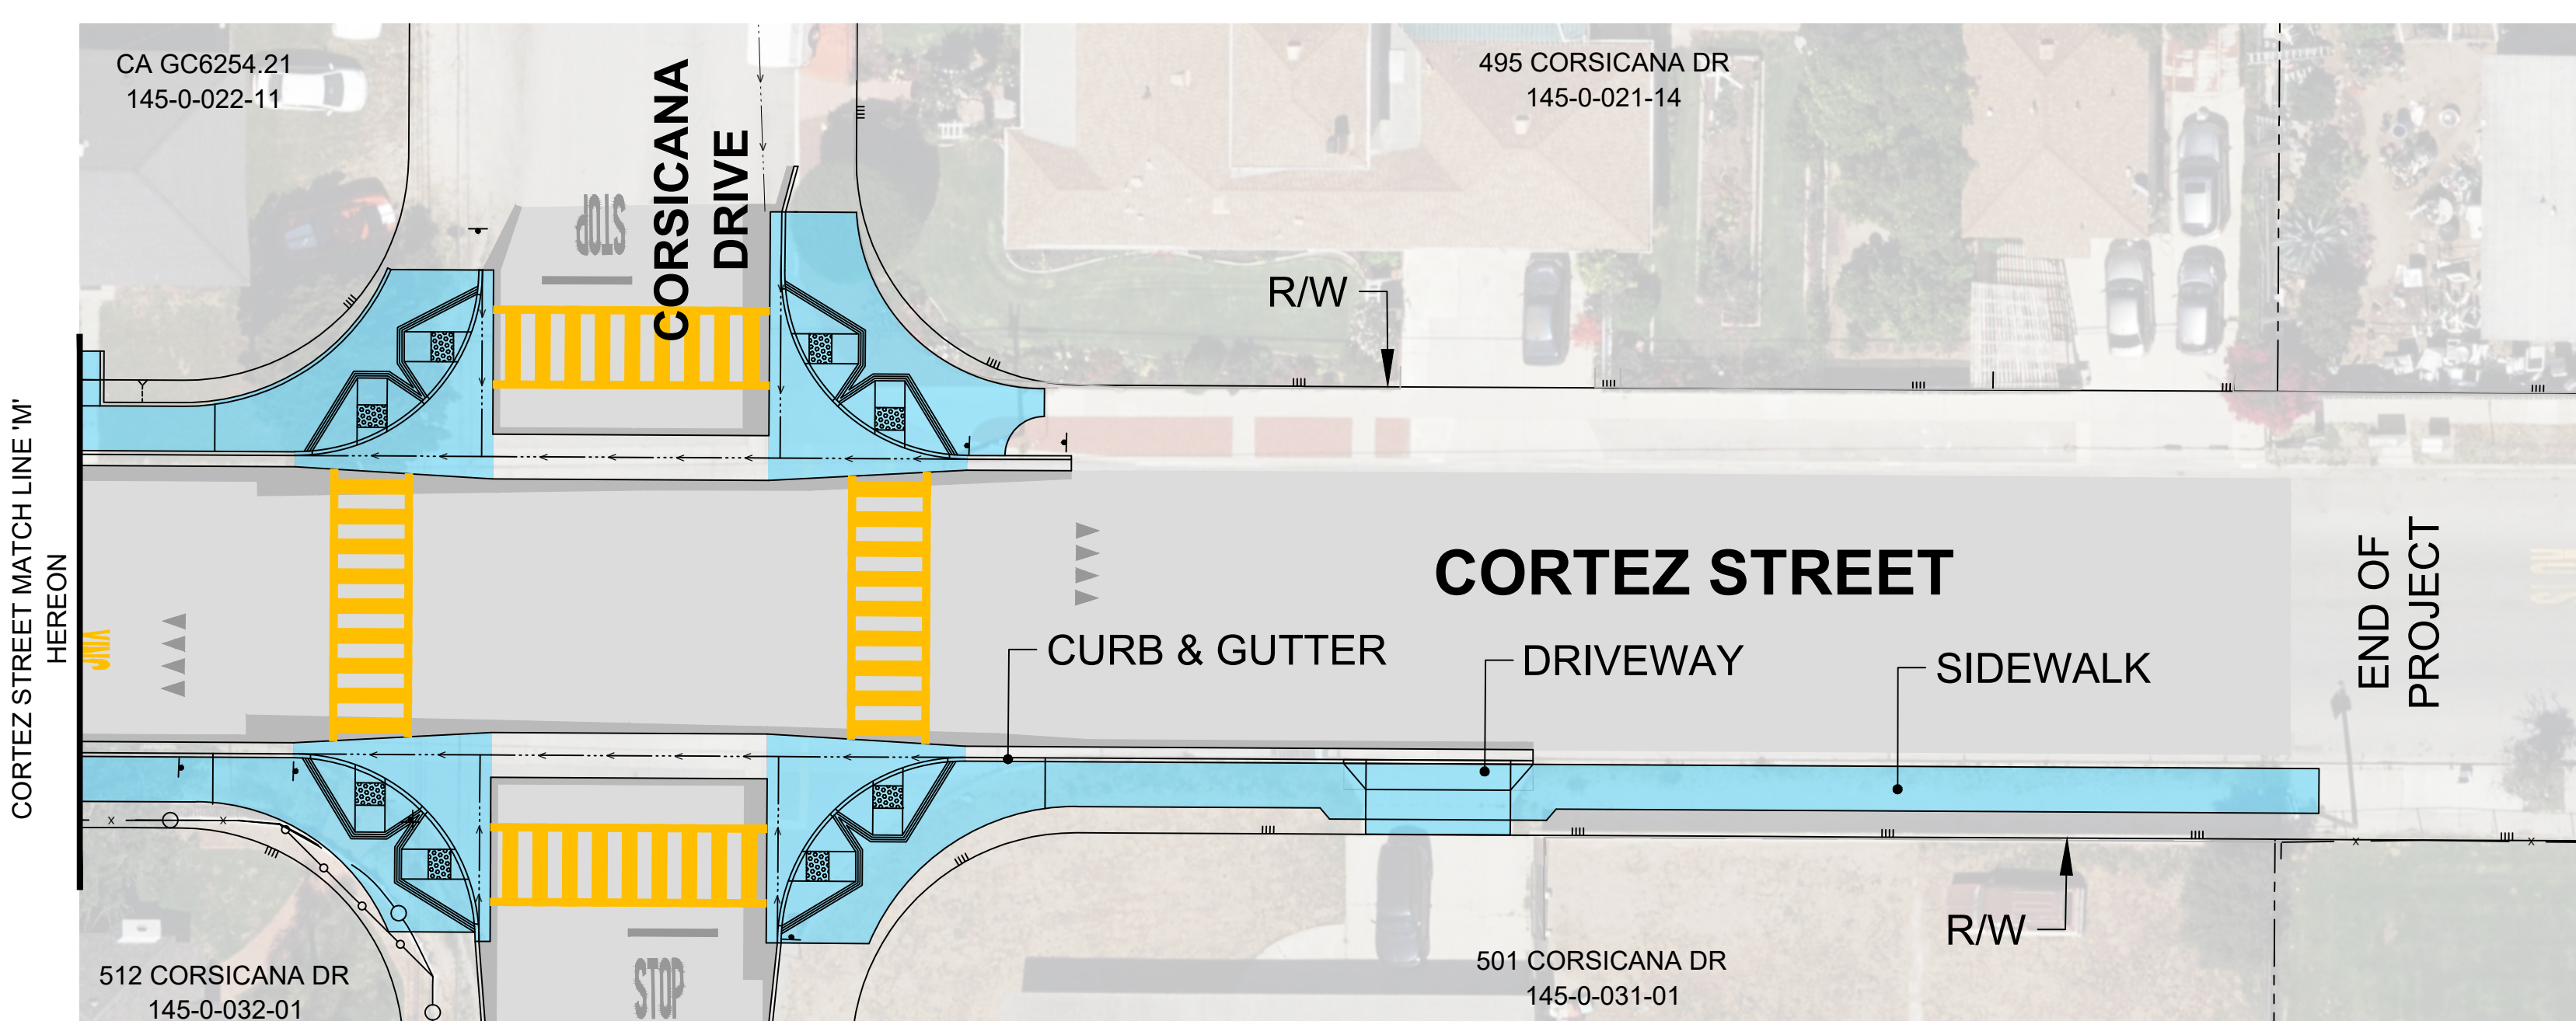 CA GC6254.21
145-0-022-11
CORSICANA
DRIVE
495 CORSICANA DR
145-0-021-14
STOP
R/W
CORTEZ STREET MATCH LINE 'M'
HEREON
CORTEZ STREET
END OF
PROJECT
CURB & GUTTER
DRIVEWAY
SIDEWALK
R/W
512 CORSICANA DR
145-0-032-01
STOP
501 CORSICANA DR
145-0-031-01